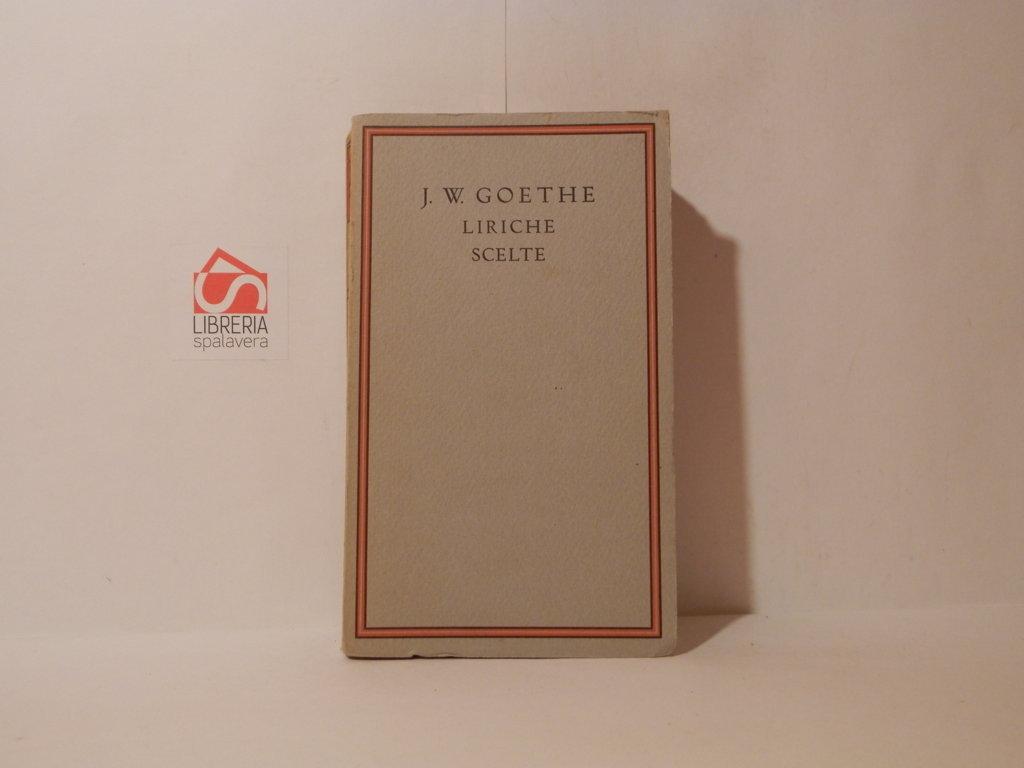 J. W. GOETHE
LIRICHE
SCELTE
LIBRERIA
spalavera